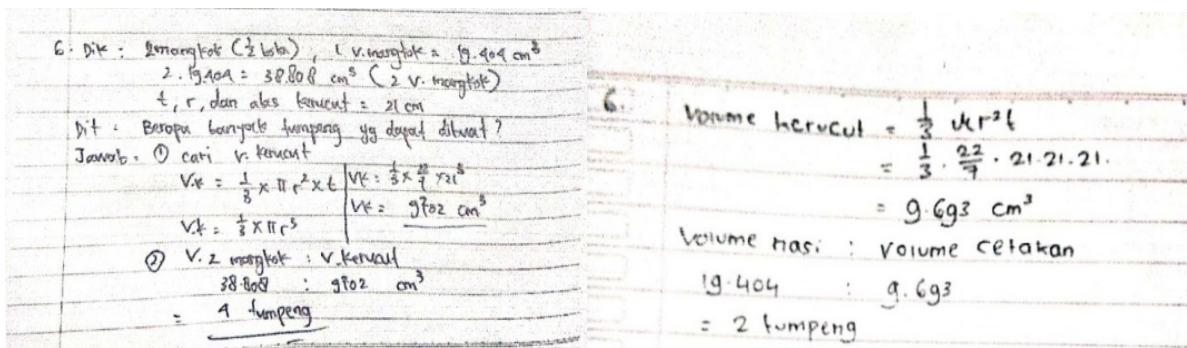 6. Dik : 2 mangkok (½ bola), 1 v. mangkok = 19.404 cm³
2. 19.404 = 38.808 cm³ (2 v. mangkok)
t, r, dan alas kerucut = 21 cm
Dit : Berapa banyak tumpeng yg dapat dibuat?
Jawab : ① cari v. kerucut
V.k = ⅓ × π r² × t
V.k = ⅓ × π r³
Vk = ⅓ × 22/7 × 21³
Vk = 9702 cm³
② V. 2 mangkok : v. kerucut
38.808 : 9702 cm³
= 4 tumpeng
6.
Volume kerucut = ⅓ πr²t
= ⅓ . 22/7 . 21.21.21.
= 9.693 cm³
Volume nasi : volume cetakan
19.404 : 9.693
= 2 tumpeng